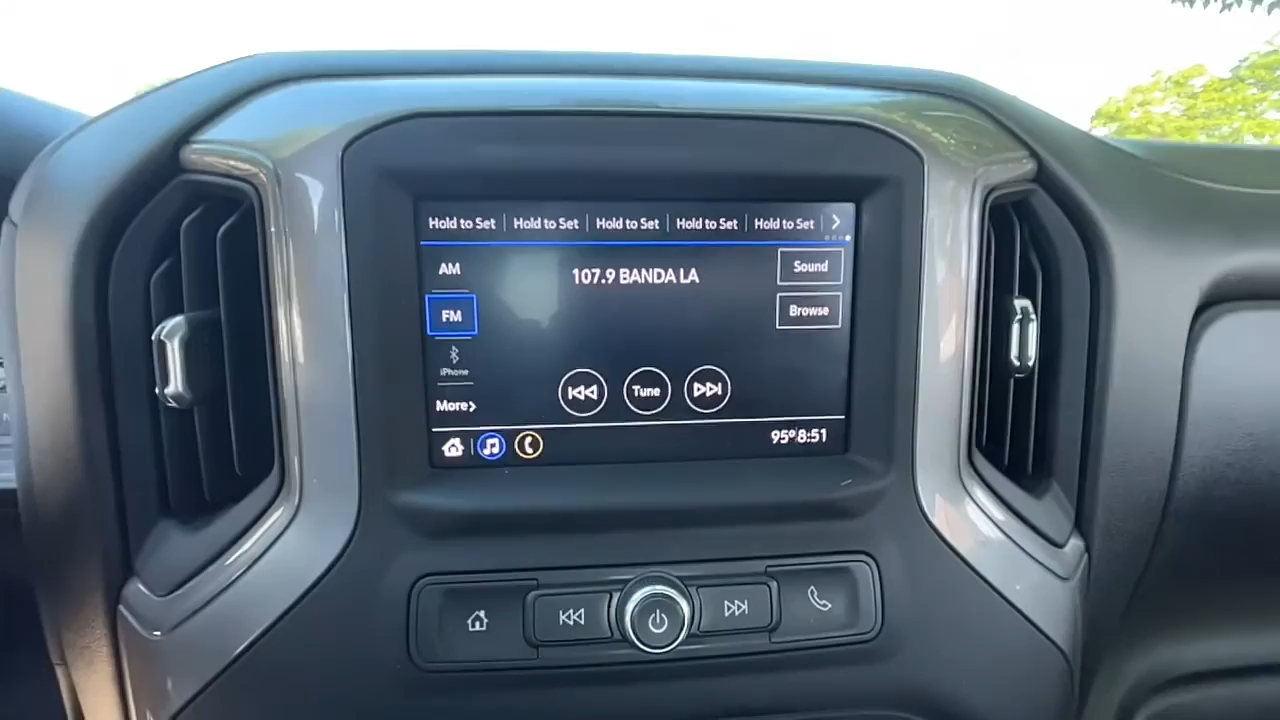 Hold to Set Hold to Set Hold to Set Hold to Set Hold to Set
AM
107.9 BANDA LA
Sound
FM
Browse
iPhone
Tune
More
95° 8:51